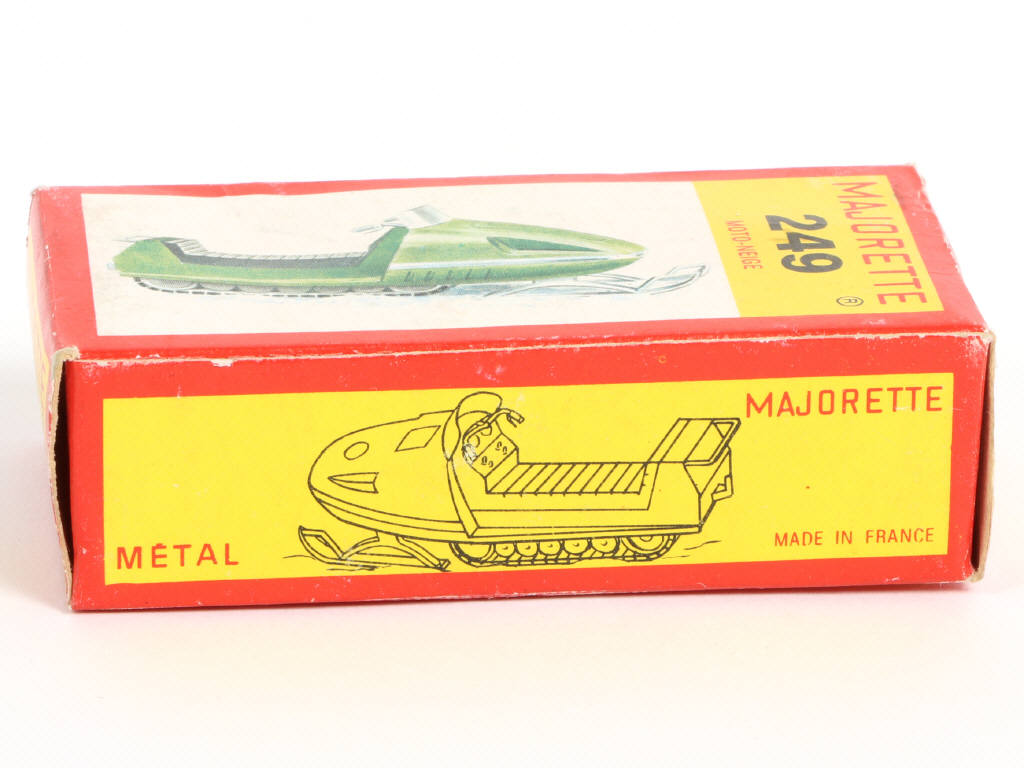 MAJORETTE ®
249
MOTO-NEIGE
MAJORETTE
MÉTAL
MADE IN FRANCE